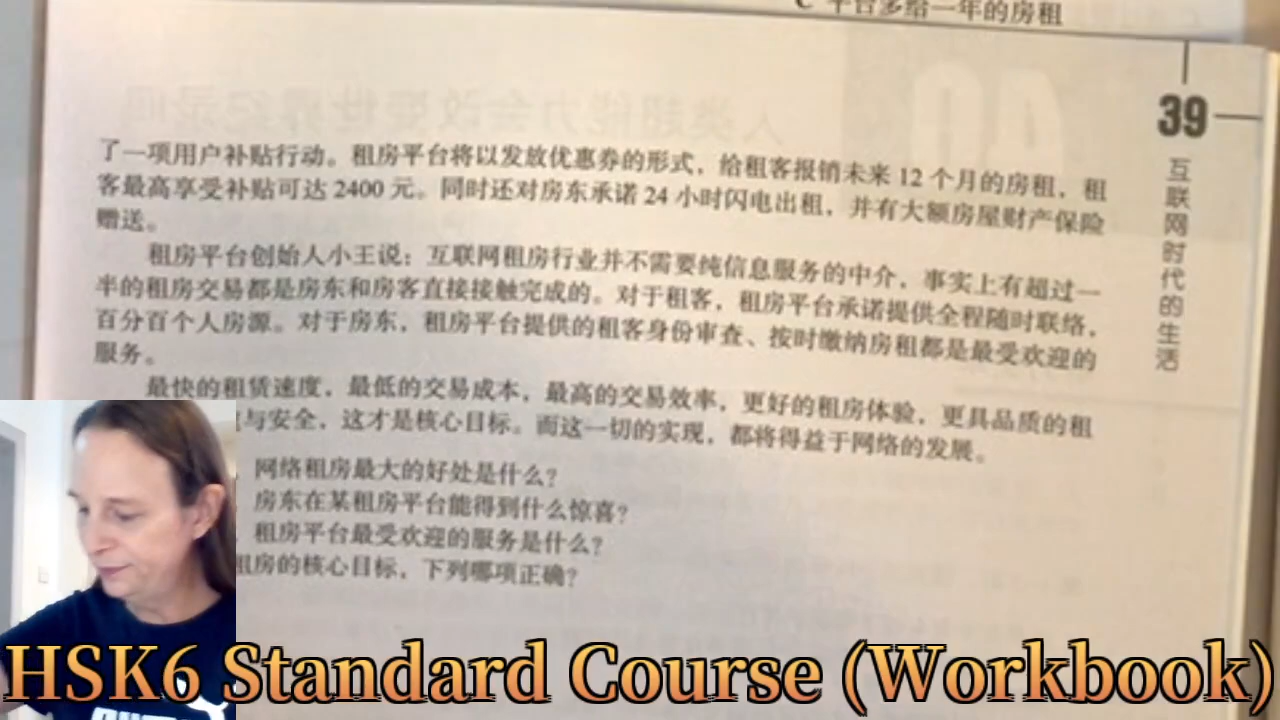 C 平台多给一年的房租
39
互联网时代的生活
了一项用户补贴行动。租房平台将以发放优惠券的形式，给租客报销未来 12 个月的房租，租
客最高享受补贴可达 2400 元。同时还对房东承诺 24 小时闪电出租，并有大额房屋财产保险
赠送。
租房平台创始人小王说：互联网租房行业并不需要纯信息服务的中介，事实上有超过一
半的租房交易都是房东和房客直接接触完成的。对于租客，租房平台承诺提供全程随时联络，
百分百个人房源。对于房东，租房平台提供的租客身份审查、按时缴纳房租都是最受欢迎的
服务。
最快的租赁速度，最低的交易成本，最高的交易效率，更好的租房体验，更具品质的租
与安全，这才是核心目标。而这一切的实现，都将得益于网络的发展。
网络租房最大的好处是什么？
房东在某租房平台能得到什么惊喜？
租房平台最受欢迎的服务是什么？
租房的核心目标，下列哪项正确？
HSK6 Standard Course (Workbook)